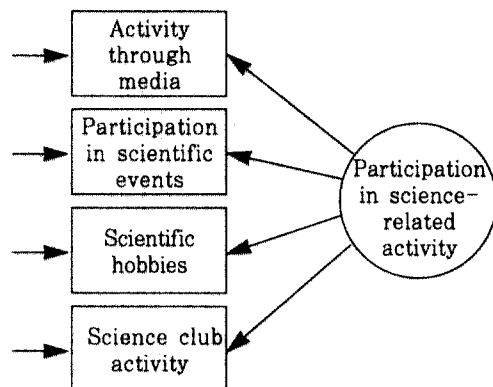 Activity
through
media
Participation
in scientific
events
Scientific
hobbies
Science club
activity
Participation
in science-
related
activity